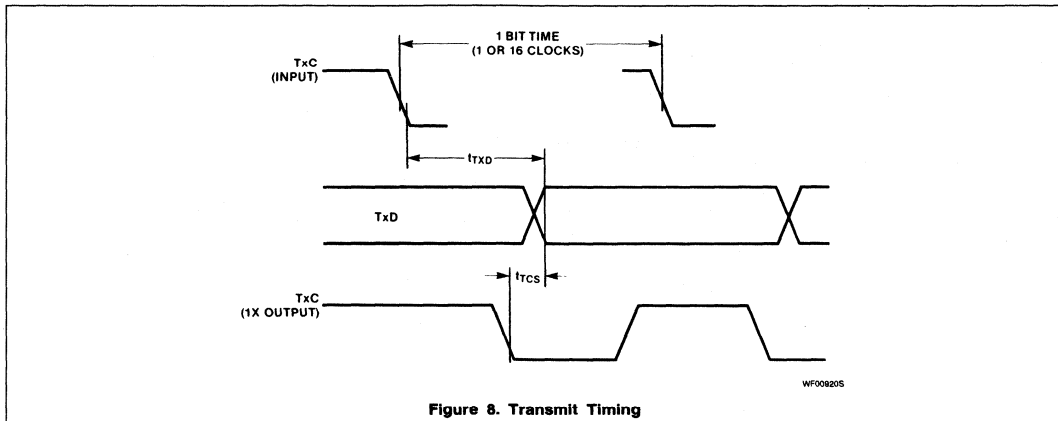 1 BIT TIME
(1 OR 16 CLOCKS)
TxC
(INPUT)
tTXD
TxD
tTCS
TxC
(1X OUTPUT)
WF00920S
Figure 8. Transmit Timing